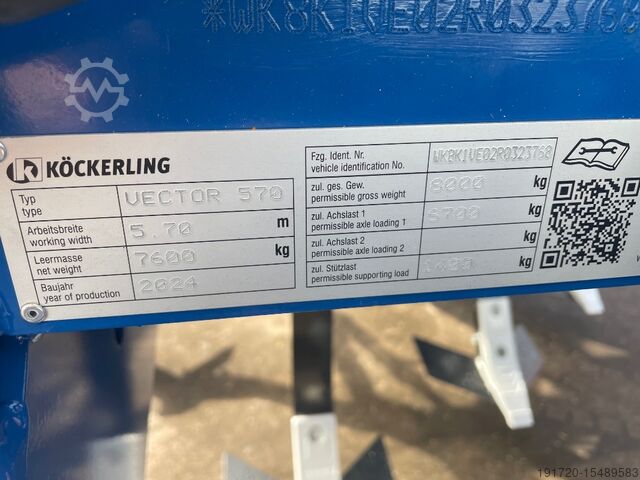 *WK8K1VE02R0323768
KÖCKERLING
Typ
type
VECTOR 570
Arbeitsbreite
working width
5.70
m
Leermasse
net weight
7600
kg
Baujahr
year of production
2024
Fzg. Ident. Nr.
vehicle identification No.
WK8K1VE02R0323768
zul. ges. Gew.
permissible gross weight
8000
kg
zul. Achslast 1
permissible axle loading 1
6700
kg
zul. Achslast 2
permissible axle loading 2
kg
zul. Stützlast
permissible supporting load
kg
191720-15489583